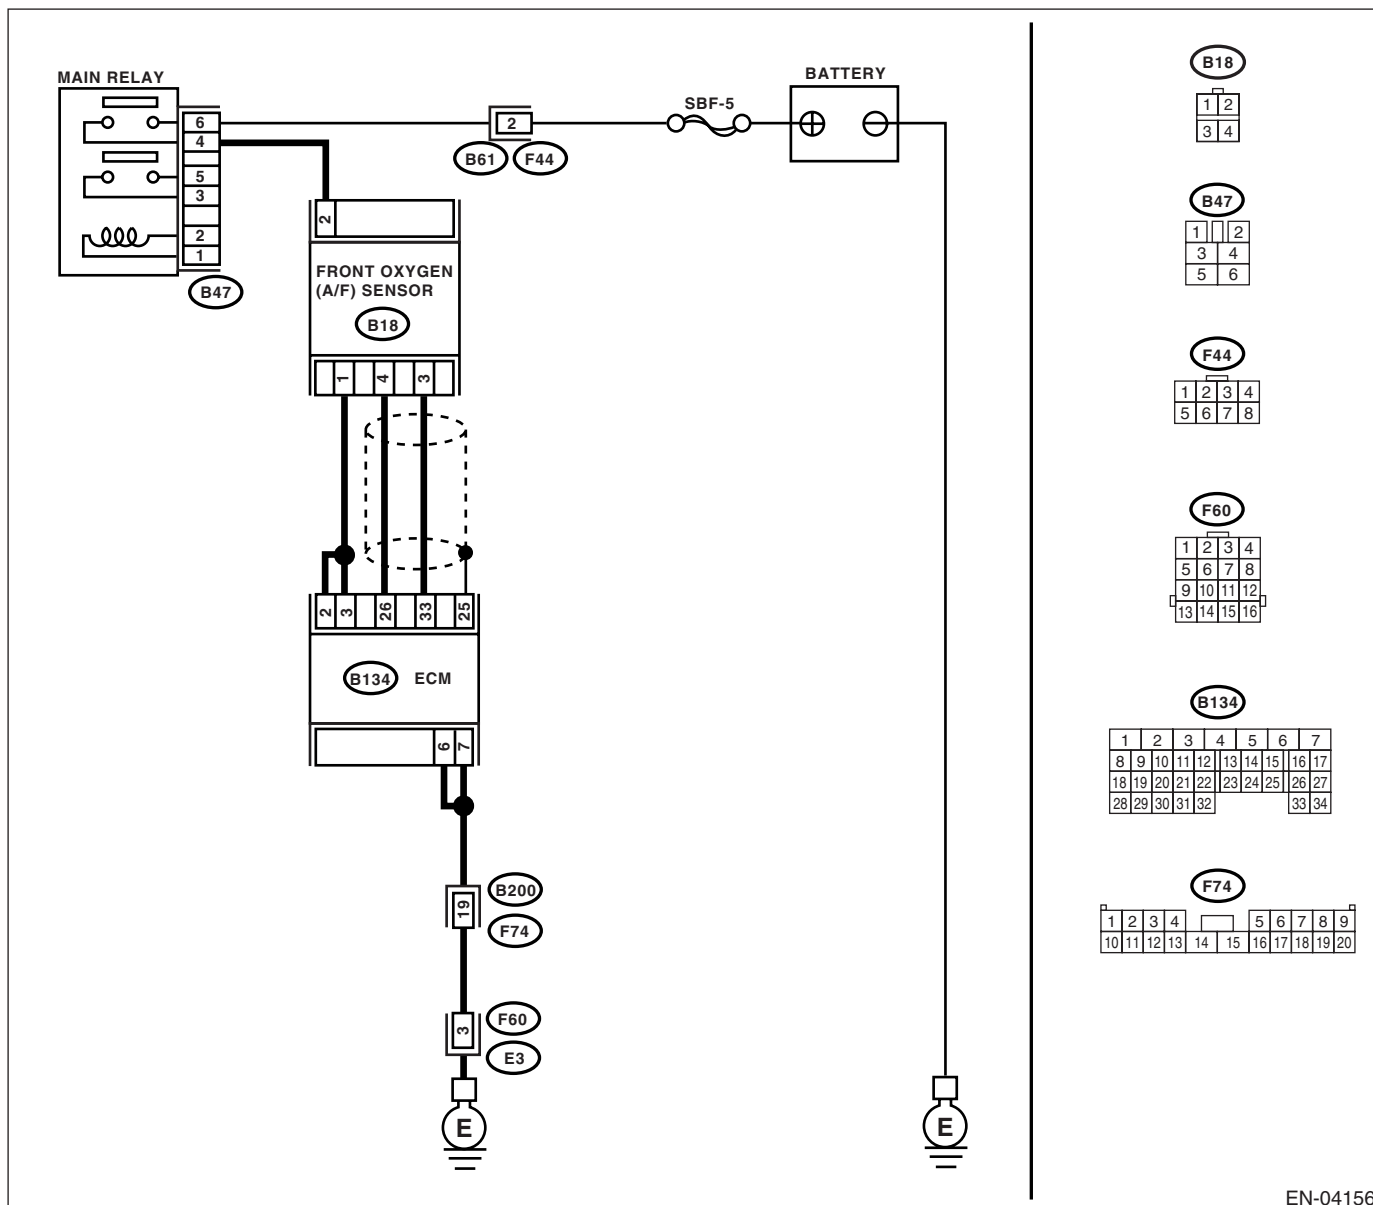 MAIN RELAY
6
4
5
3
2
1
B47
2
B61 F44
SBF-5
BATTERY
2
FRONT OXYGEN
(A/F) SENSOR
B18
1 4 3
2 3 26 33 25
B134 ECM
6 7
19
B200
F74
3
F60
E3
E
E
B18
1 2
3 4
B47
1 2
3 4
5 6
F44
1 2 3 4
5 6 7 8
F60
1 2 3 4
5 6 7 8
9 10 11 12
13 14 15 16
B134
1 2 3 4 5 6 7
8 9 10 11 12 13 14 15 16 17
18 19 20 21 22 23 24 25 26 27
28 29 30 31 32 33 34
F74
1 2 3 4 5 6 7 8 9
10 11 12 13 14 15 16 17 18 19 20
EN-04156